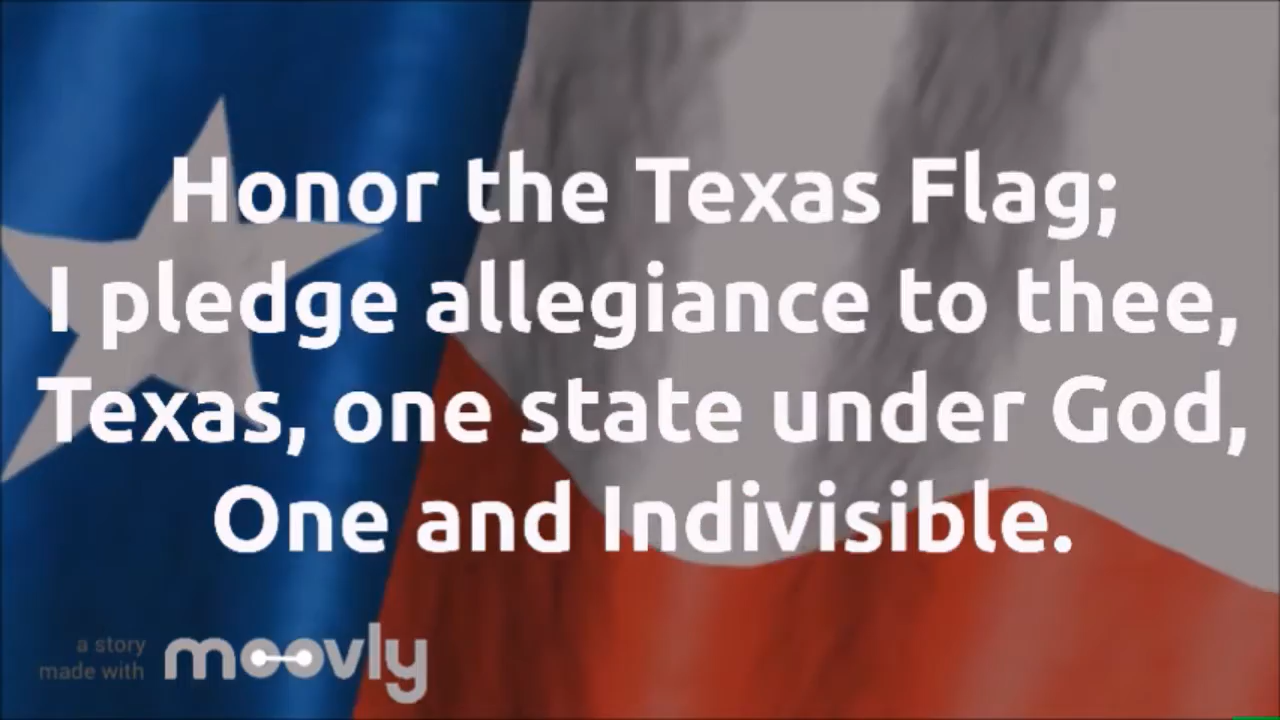 Honor the Texas Flag;
I pledge allegiance to thee,
Texas, one state under God,
One and Indivisible.
a story
made with moovly